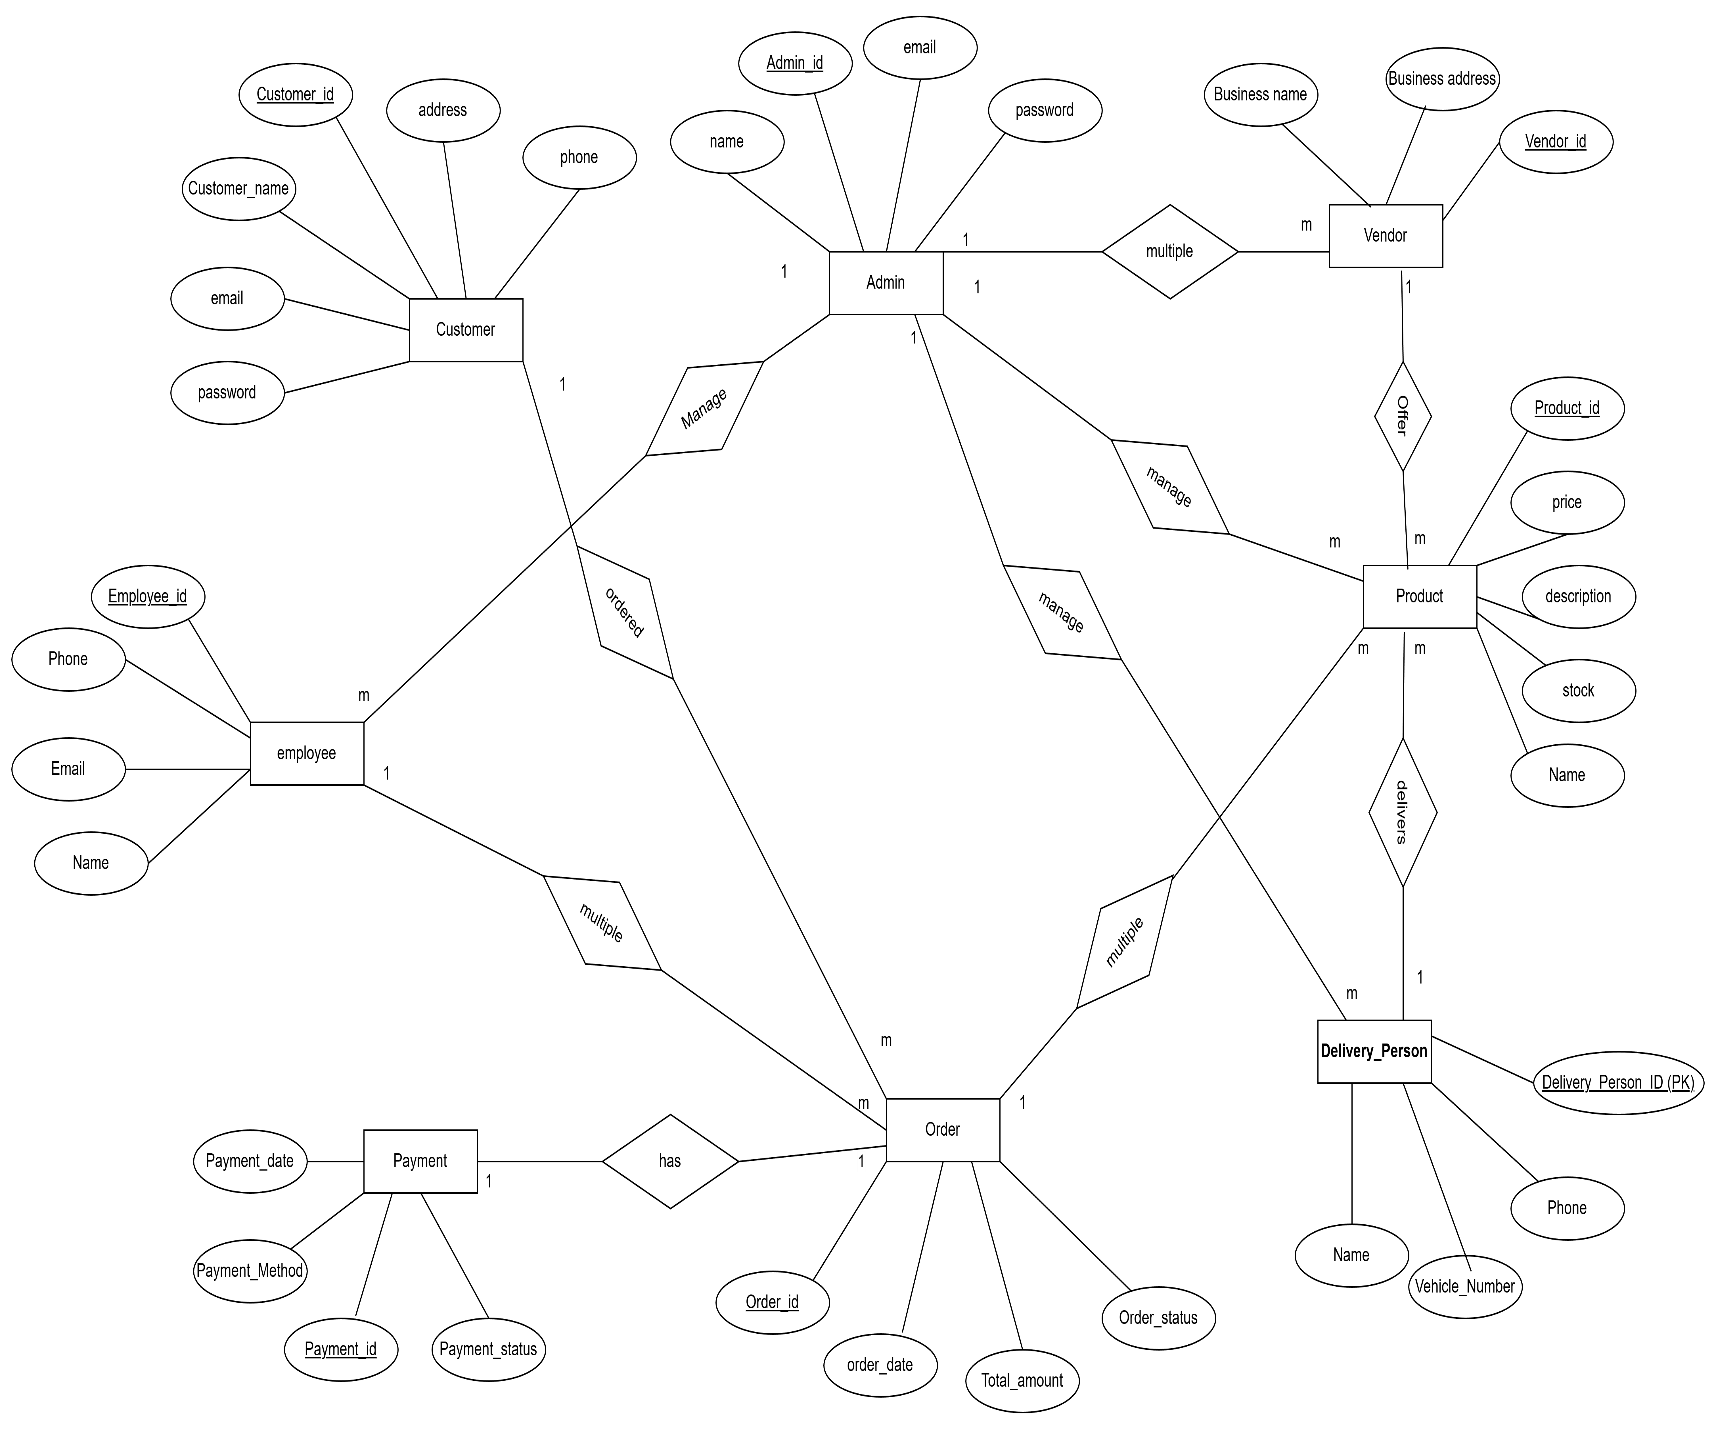 email
Admin_id
Business address
Customer_id
address
password
Business name
name
Vendor_id
phone
Customer_name
m
Vendor
1
multiple
1
Admin
1
1
email
Customer
1
1
password
Manage
Offer
Product_id
manage
price
m
m
Employee_id
ordered
manage
Product
description
Phone
m
m
m
stock
employee
1
Email
Name
delivers
Name
multiple
multiple
1
m
m
Delivery_Person
Delivery_Person_ID (PK)
m
1
Order
Payment_date
Payment
1
has
1
Phone
Name
Payment_Method
Vehicle_Number
Order_id
Order_status
Payment_id
Payment_status
order_date
Total_amount